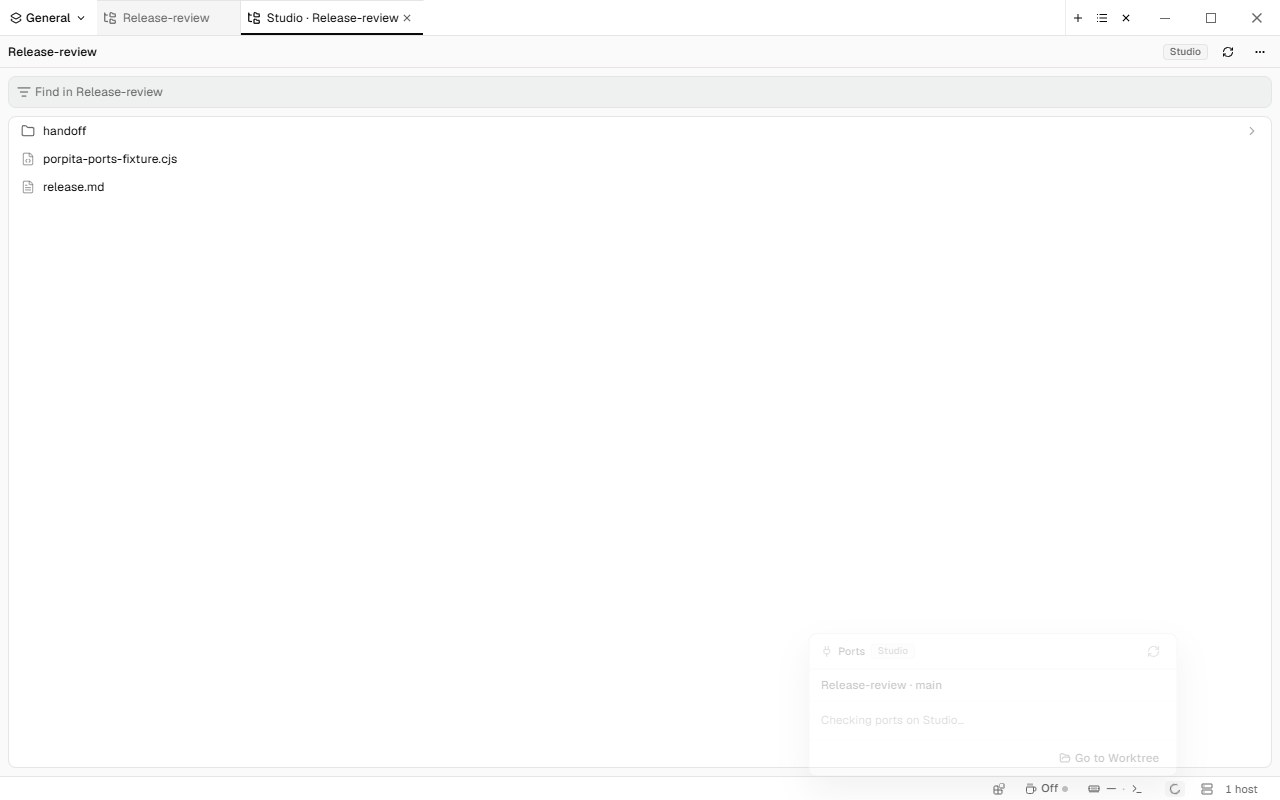 General
Release-review
Studio · Release-review
Release-review
Studio
Find in Release-review
handoff
porpita-ports-fixture.cjs
release.md
Ports
Studio
Release-review · main
Checking ports on Studio…
Go to Worktree
Off
— ·
1 host